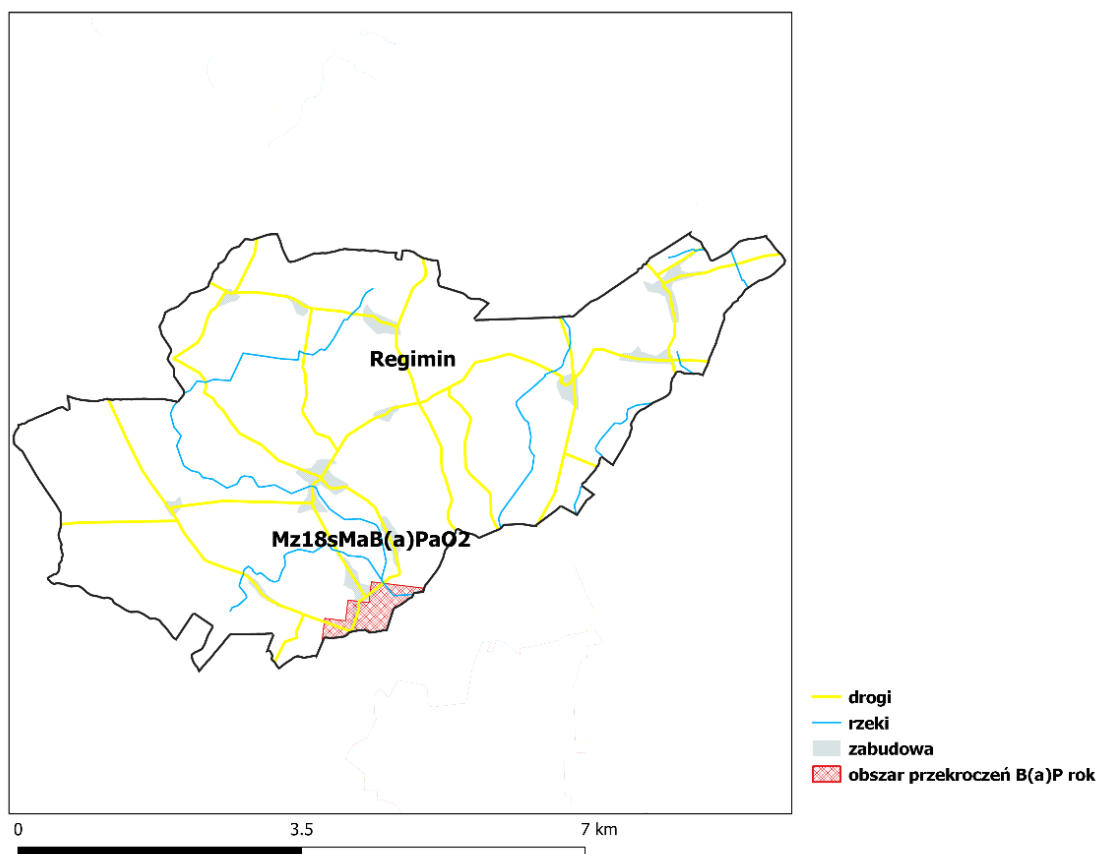 Regimin
Mz18sMaB(a)PaO2
drogi
rzeki
zabudowa
obszar przekroczeń B(a)P rok
0 3.5 7 km